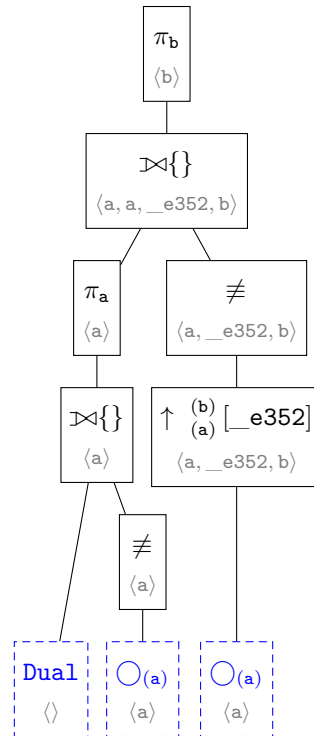 π_b
⟨b⟩
⟕{}
⟨a, a, __e352, b⟩
π_a
⟨a⟩
≢
⟨a, __e352, b⟩
⟕{}
⟨a⟩
↑ (b) (a) [__e352]
⟨a, __e352, b⟩
≢
⟨a⟩
Dual
⟨⟩
◯(a)
⟨a⟩
◯(a)
⟨a⟩